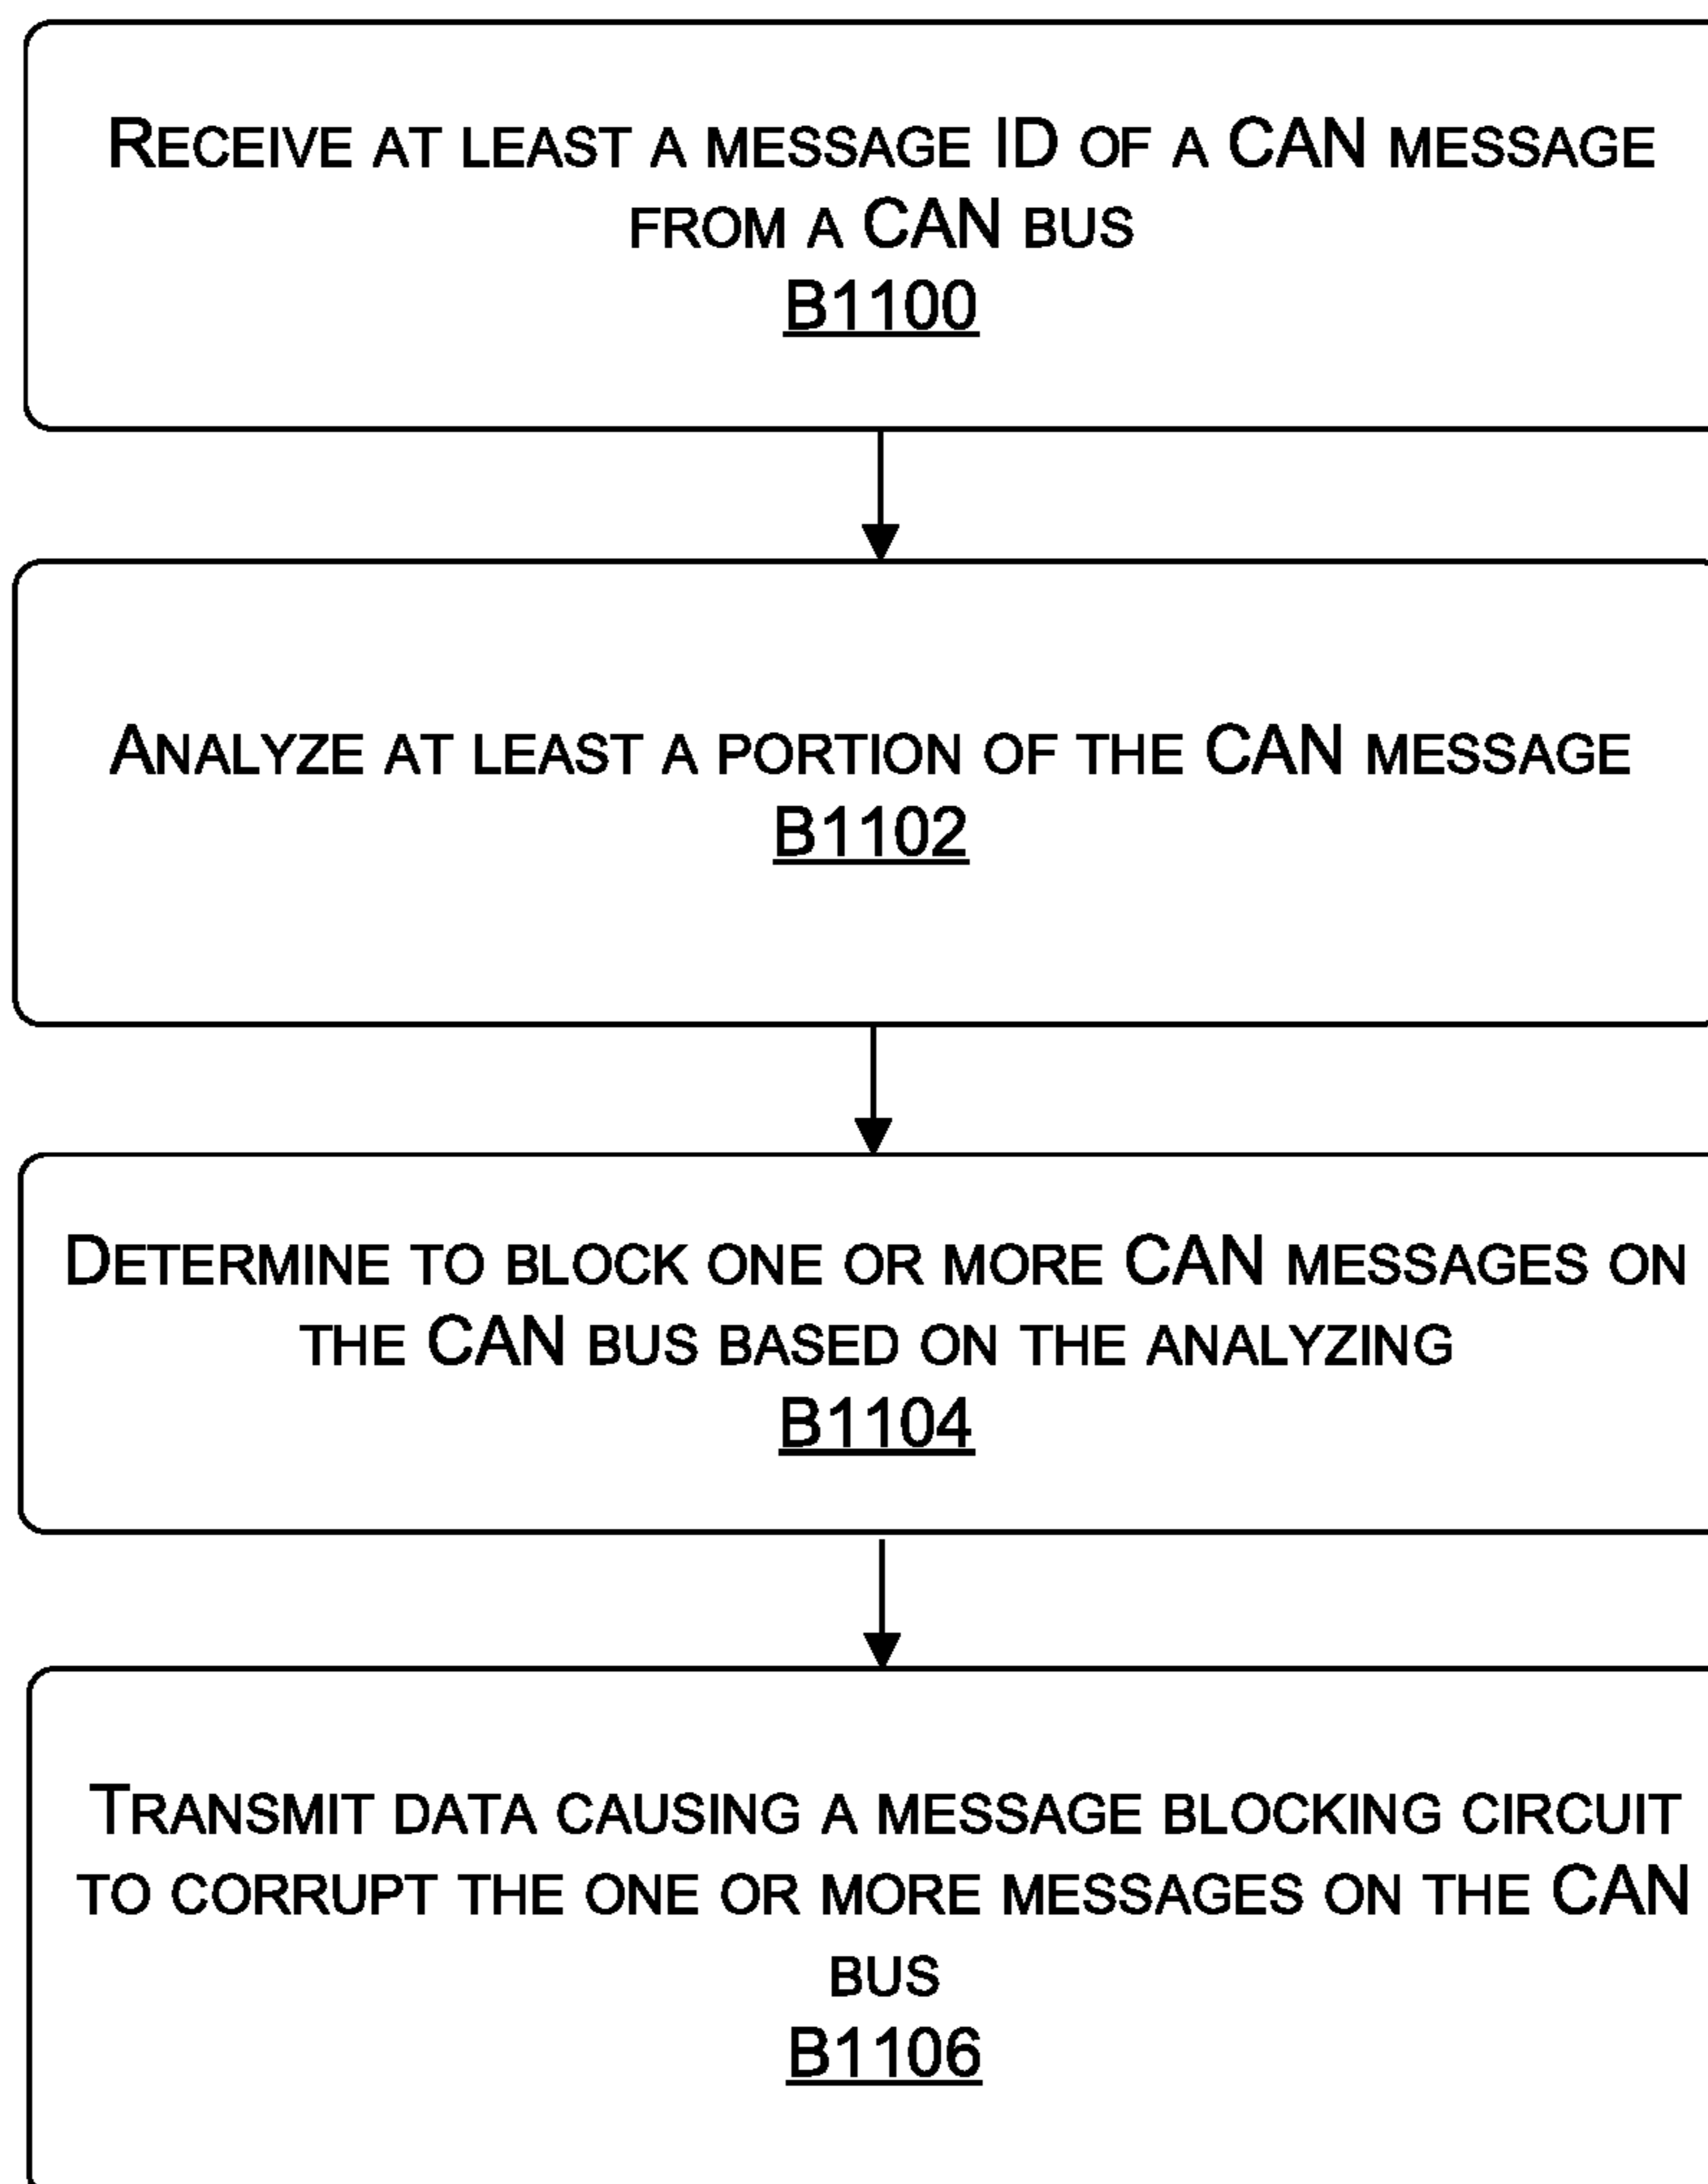 RECEIVE AT LEAST A MESSAGE ID OF A CAN MESSAGE
FROM A CAN BUS
B1100
ANALYZE AT LEAST A PORTION OF THE CAN MESSAGE
B1102
DETERMINE TO BLOCK ONE OR MORE CAN MESSAGES ON
THE CAN BUS BASED ON THE ANALYZING
B1104
TRANSMIT DATA CAUSING A MESSAGE BLOCKING CIRCUIT
TO CORRUPT THE ONE OR MORE MESSAGES ON THE CAN
BUS
B1106